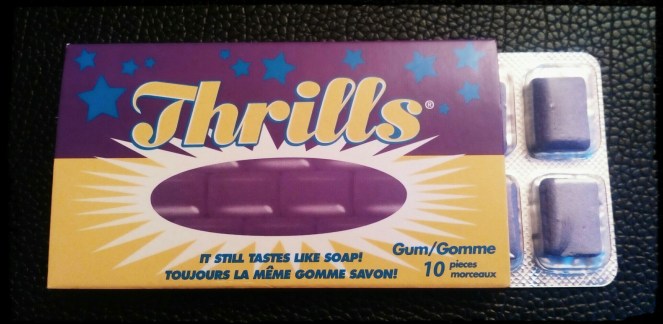 Thrills®
IT STILL TASTES LIKE SOAP!
TOUJOURS LA MÊME GOMME SAVON!
Gum/Gomme
10 pieces
morceaux